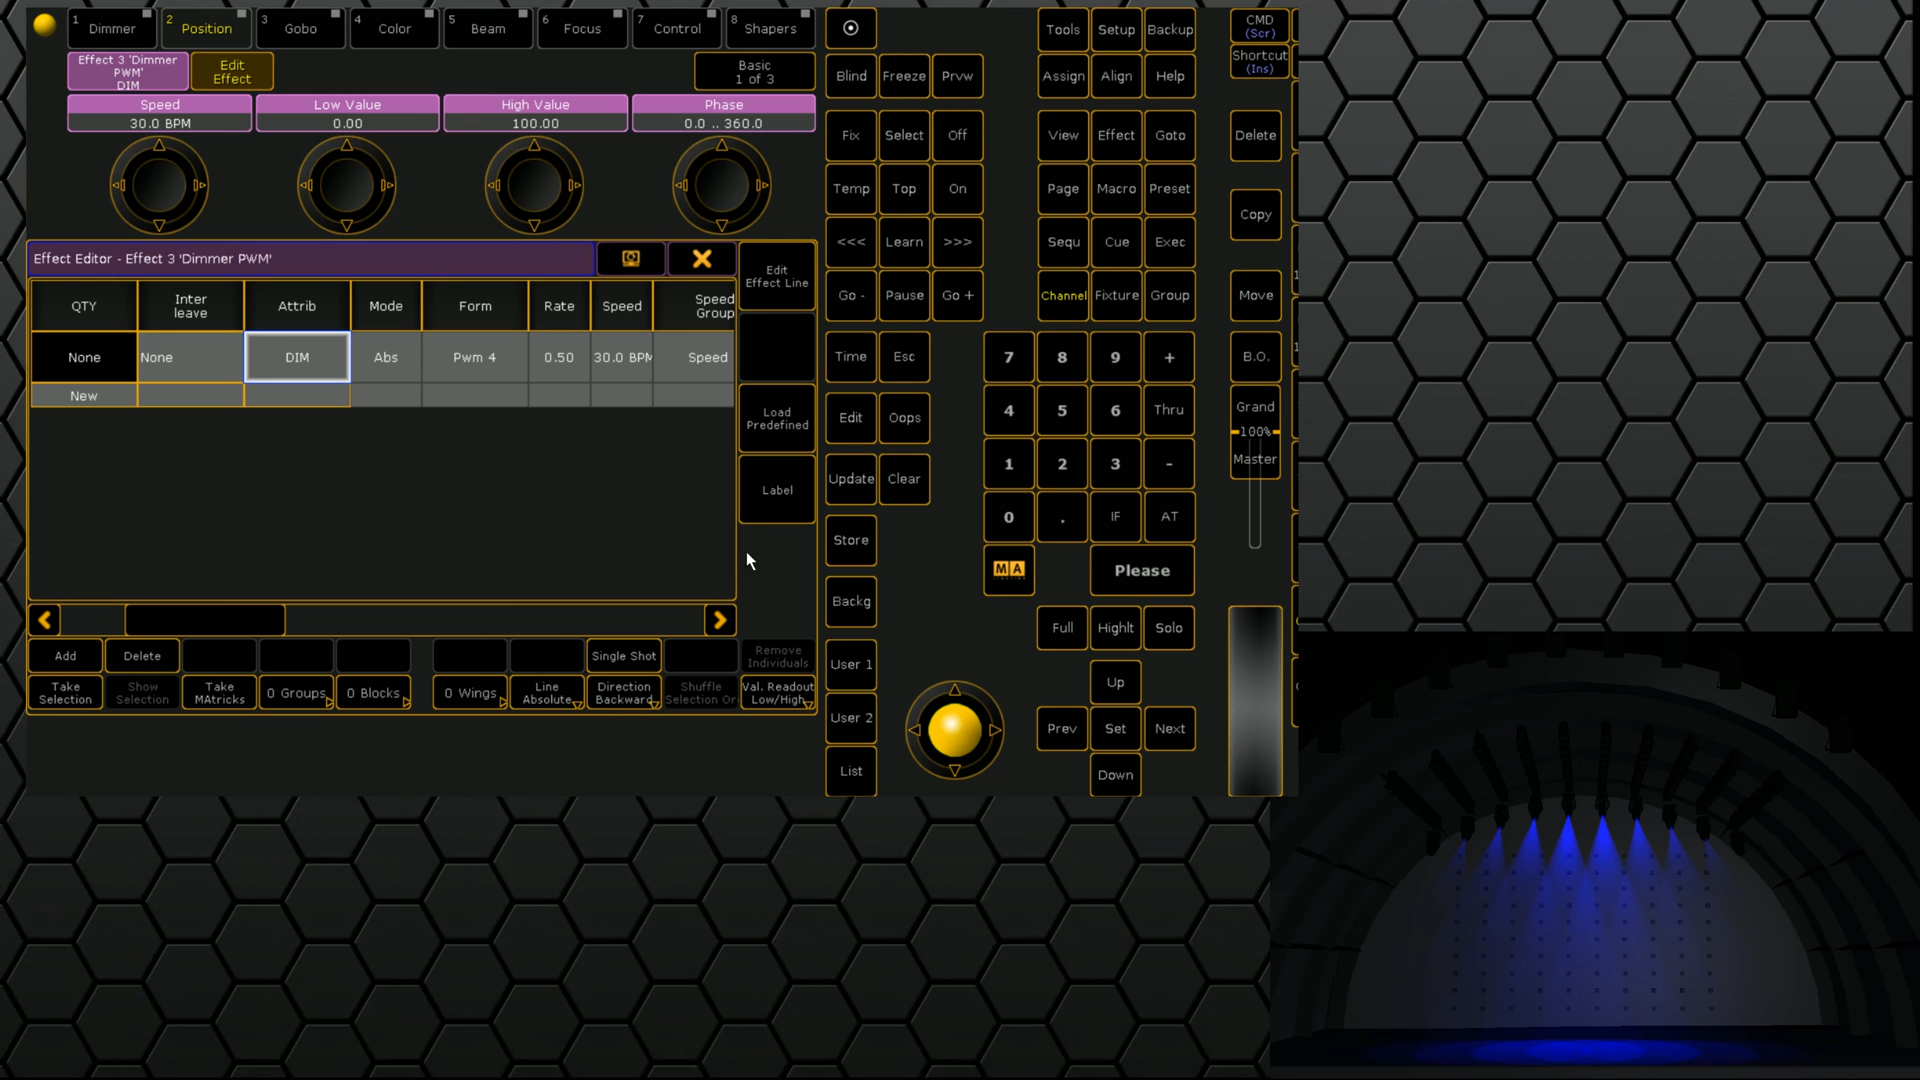 1 Dimmer
2 Position
3 Gobo
4 Color
5 Beam
6 Focus
7 Control
8 Shapers
Effect 3 'Dimmer
PWM'
DIM
Edit
Effect
Basic
1 of 3
Speed
30.0 BPM
Low Value
0.00
High Value
100.00
Phase
0.0 .. 360.0
Effect Editor - Effect 3 'Dimmer PWM'
QTY
Inter
leave
Attrib
Mode
Form
Rate
Speed
Speed
Group
None
None
DIM
Abs
Pwm 4
0.50
30.0 BPM
Speed
New
Edit
Effect Line
Load
Predefined
Label
Add
Delete
Single Shot
Remove
Individuals
Take
Selection
Show
Selection
Take
MAtricks
0 Groups
0 Blocks
0 Wings
Line
Absolute
Direction
Backward
Shuffle
Selection Or
Val. Readout
Low/High
Blind
Freeze
Prvw
Fix
Select
Off
Temp
Top
On
<<<
Learn
>>>
Go -
Pause
Go +
Time
Esc
Edit
Oops
Update
Clear
Store
Backg
User 1
User 2
List
Tools
Setup
Backup
Assign
Align
Help
View
Effect
Goto
Page
Macro
Preset
Sequ
Cue
Exec
Channel
Fixture
Group
7
8
9
+
4
5
6
Thru
1
2
3
-
0
.
IF
AT
MA
Please
Full
Highlt
Solo
Up
Prev
Set
Next
Down
CMD
(Scr)
Shortcut
(Ins)
Delete
Copy
Move
B.O.
Grand
100%
Master